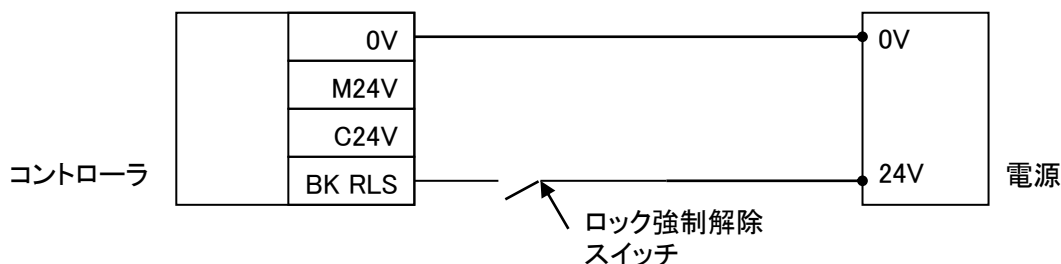 0V
0V
M24V
C24V
コントローラ
BK RLS
24V
電源
ロック強制解除
スイッチ